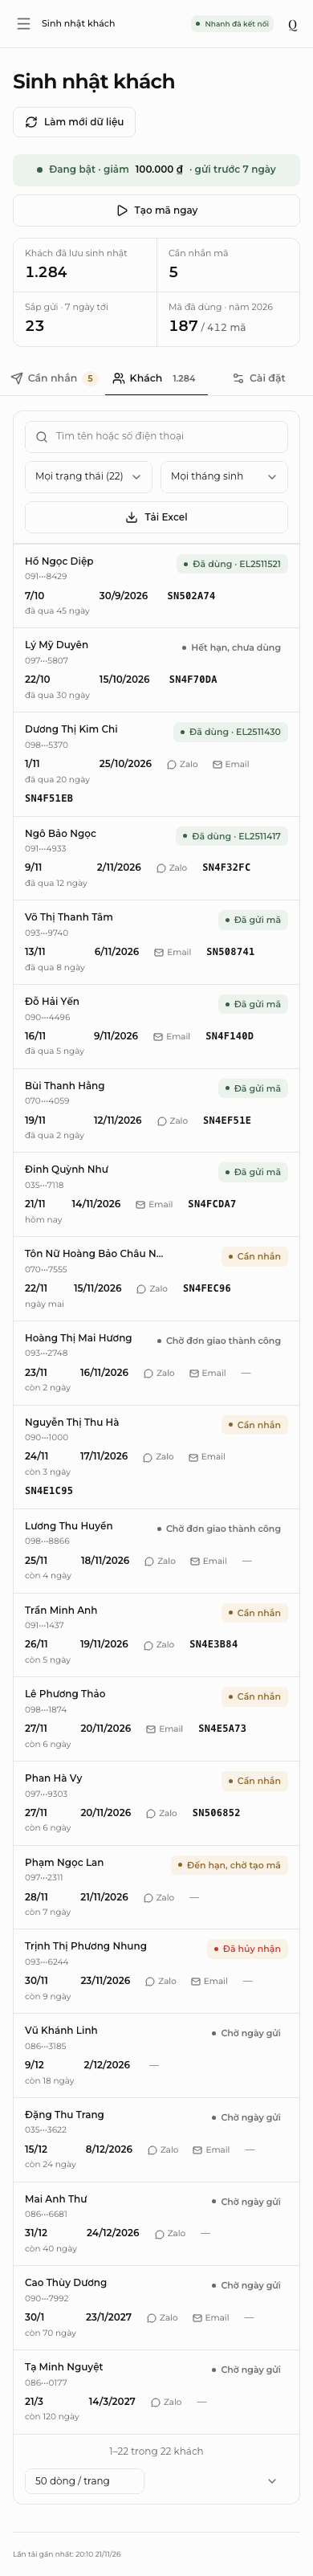 Sinh nhật khách
Nhanh đã kết nối
Q
Sinh nhật khách
Làm mới dữ liệu
Đang bật · giảm 100.000 ₫ · gửi trước 7 ngày
Tạo mã ngay
Khách đã lưu sinh nhật
1.284
Cần nhắn mã
5
Sắp gửi · 7 ngày tới
23
Mã đã dùng · năm 2026
187 / 412 mã
Cần nhắn 5
Khách 1.284
Cài đặt
Tìm tên hoặc số điện thoại
Mọi trạng thái (22)
Mọi tháng sinh
Tải Excel
Hồ Ngọc Diệp
Đã dùng · EL2511521
091···8429
7/10 30/9/2026 SN502A74
đã qua 45 ngày
Lý Mỹ Duyên
Hết hạn, chưa dùng
097···5807
22/10 15/10/2026 SN4F70DA
đã qua 30 ngày
Dương Thị Kim Chi
Đã dùng · EL2511430
098···5370
1/11 25/10/2026 Zalo Email
đã qua 20 ngày
SN4F51EB
Ngô Bảo Ngọc
Đã dùng · EL2511417
091···4933
9/11 2/11/2026 Zalo SN4F32FC
đã qua 12 ngày
Võ Thị Thanh Tâm
Đã gửi mã
093···9740
13/11 6/11/2026 Email SN508741
đã qua 8 ngày
Đỗ Hải Yến
Đã gửi mã
090···4496
16/11 9/11/2026 Email SN4F140D
đã qua 5 ngày
Bùi Thanh Hằng
Đã gửi mã
070···4059
19/11 12/11/2026 Zalo SN4EF51E
đã qua 2 ngày
Đinh Quỳnh Như
Đã gửi mã
035···7118
21/11 14/11/2026 Email SN4FCDA7
hôm nay
Tôn Nữ Hoàng Bảo Châu N...
Cần nhắn
070···7555
22/11 15/11/2026 Zalo SN4FEC96
ngày mai
Hoàng Thị Mai Hương
Chờ đơn giao thành công
093···2748
23/11 16/11/2026 Zalo Email —
còn 2 ngày
Nguyễn Thị Thu Hà
Cần nhắn
090···1000
24/11 17/11/2026 Zalo Email
còn 3 ngày
SN4E1C95
Lương Thu Huyền
Chờ đơn giao thành công
098···8866
25/11 18/11/2026 Zalo Email —
còn 4 ngày
Trần Minh Anh
Cần nhắn
091···1437
26/11 19/11/2026 Zalo SN4E3B84
còn 5 ngày
Lê Phương Thảo
Cần nhắn
098···1874
27/11 20/11/2026 Email SN4E5A73
còn 6 ngày
Phan Hà Vy
Cần nhắn
097···9303
27/11 20/11/2026 Zalo SN506852
còn 6 ngày
Phạm Ngọc Lan
Đến hạn, chờ tạo mã
097···2311
28/11 21/11/2026 Zalo —
còn 7 ngày
Trịnh Thị Phương Nhung
Đã hủy nhận
093···6244
30/11 23/11/2026 Zalo Email —
còn 9 ngày
Vũ Khánh Linh
Chờ ngày gửi
086···3185
9/12 2/12/2026 —
còn 18 ngày
Đặng Thu Trang
Chờ ngày gửi
035···3622
15/12 8/12/2026 Zalo Email —
còn 24 ngày
Mai Anh Thư
Chờ ngày gửi
086···6681
31/12 24/12/2026 Zalo —
còn 40 ngày
Cao Thùy Dương
Chờ ngày gửi
090···7992
30/1 23/1/2027 Zalo Email —
còn 70 ngày
Tạ Minh Nguyệt
Chờ ngày gửi
086···0177
21/3 14/3/2027 Zalo —
còn 120 ngày
1–22 trong 22 khách
50 dòng / trang
Lần tải gần nhất: 20:10 21/11/26